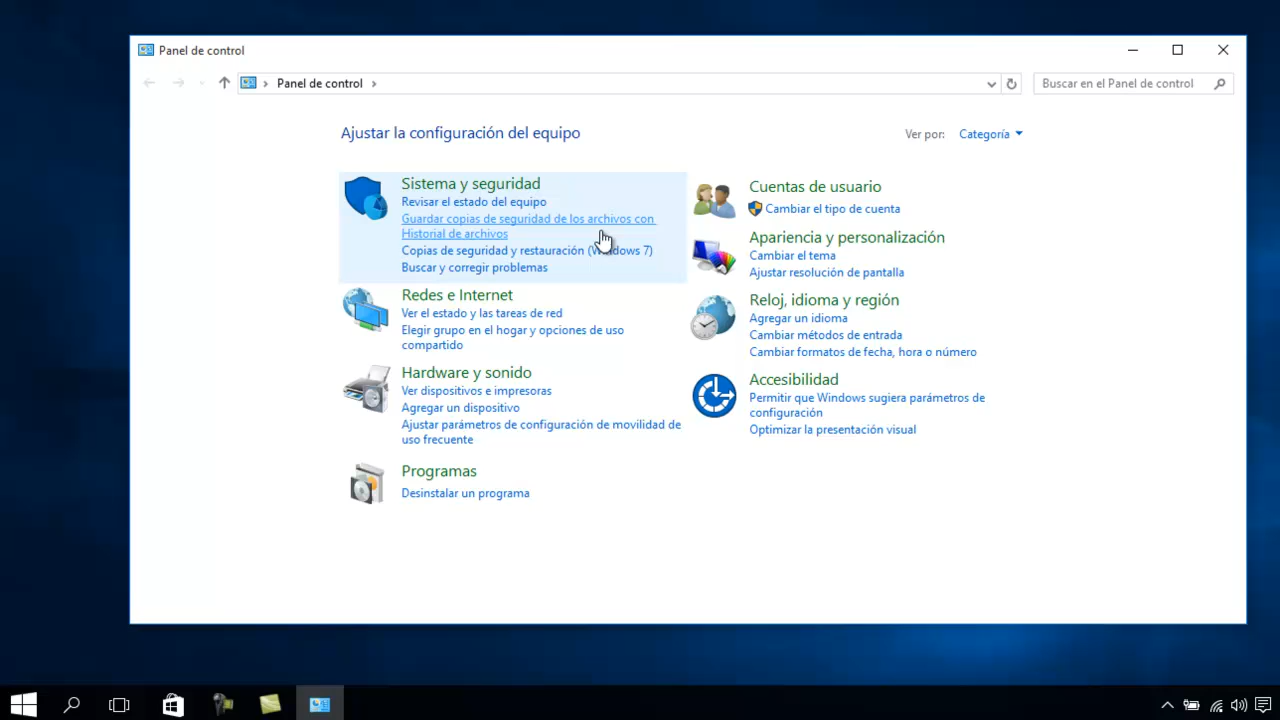 Panel de control
Panel de control
Buscar en el Panel de control
Ajustar la configuración del equipo
Ver por: Categoría
Sistema y seguridad
Revisar el estado del equipo
Guardar copias de seguridad de los archivos con
Historial de archivos
Copias de seguridad y restauración (Windows 7)
Buscar y corregir problemas
Redes e Internet
Ver el estado y las tareas de red
Elegir grupo en el hogar y opciones de uso
compartido
Hardware y sonido
Ver dispositivos e impresoras
Agregar un dispositivo
Ajustar parámetros de configuración de movilidad de
uso frecuente
Programas
Desinstalar un programa
Cuentas de usuario
Cambiar el tipo de cuenta
Apariencia y personalización
Cambiar el tema
Ajustar resolución de pantalla
Reloj, idioma y región
Agregar un idioma
Cambiar métodos de entrada
Cambiar formatos de fecha, hora o número
Accesibilidad
Permitir que Windows sugiera parámetros de
configuración
Optimizar la presentación visual